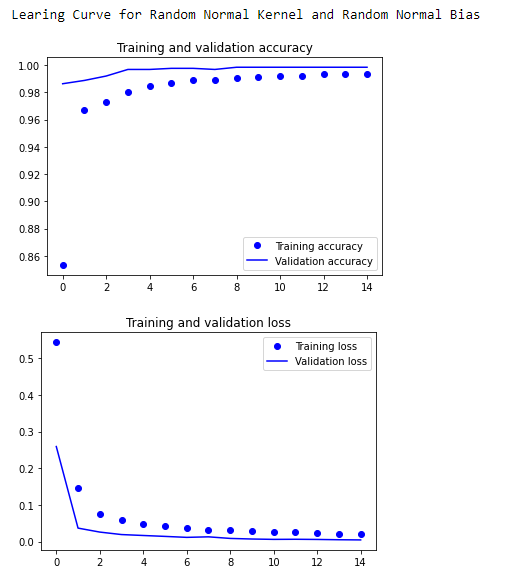 Learing Curve for Random Normal Kernel and Random Normal Bias
Training and validation accuracy
1.00
0.98
0.96
0.94
0.92
0.90
0.88
0.86
Training accuracy
Validation accuracy
0 2 4 6 8 10 12 14
Training and validation loss
Training loss
Validation loss
0.5
0.4
0.3
0.2
0.1
0.0
0 2 4 6 8 10 12 14